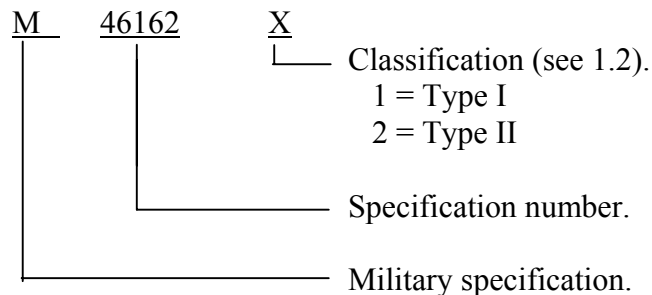 M 46162 X
Classification (see 1.2).
1 = Type I
2 = Type II
Specification number.
Military specification.